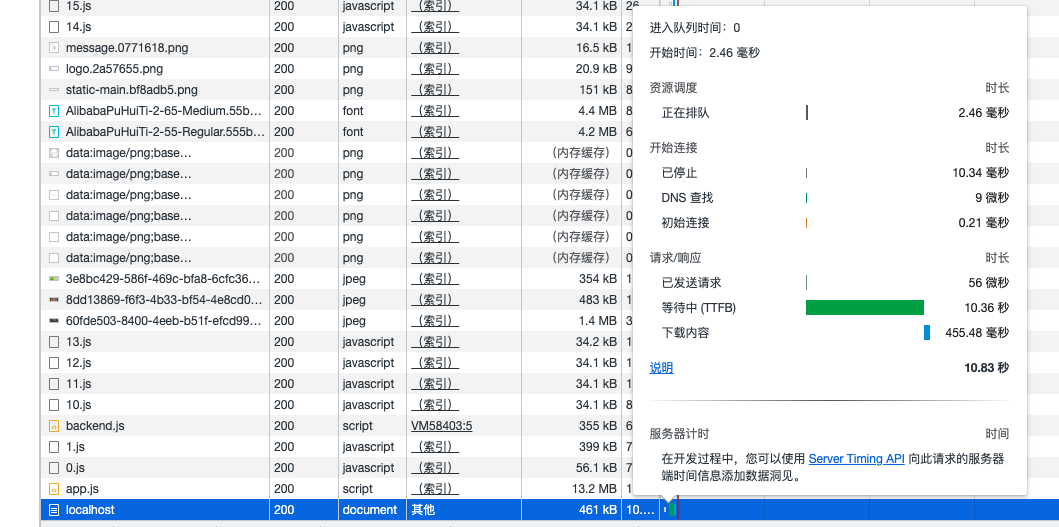 15.js 200 javascript （索引） 34.1 kB 26
14.js 200 javascript （索引） 34.1 kB 2
message.0771618.png 200 png （索引） 16.5 kB 1
logo.2a57655.png 200 png （索引） 20.9 kB 9
static-main.bf8adb5.png 200 png （索引） 151 kB 8
AlibabaPuHuiTi-2-65-Medium.55b... 200 font （索引） 4.4 MB 8
AlibabaPuHuiTi-2-55-Regular.555b... 200 font （索引） 4.2 MB 6
data:image/png;base... 200 png （索引） （内存缓存） 0
data:image/png;base... 200 png （索引） （内存缓存） 0
data:image/png;base... 200 png （索引） （内存缓存） 0
data:image/png;base... 200 png （索引） （内存缓存） 0
data:image/png;base... 200 png （索引） （内存缓存） 0
data:image/png;base... 200 png （索引） （内存缓存） 0
3e8bc429-586f-469c-bfa8-6cfc36... 200 jpeg （索引） 354 kB 1
8dd13869-f6f3-4b33-bf54-4e8cd0... 200 jpeg （索引） 483 kB 1
60fde503-8400-4eeb-b51f-efcd99... 200 jpeg （索引） 1.4 MB 3
13.js 200 javascript （索引） 34.2 kB 1
12.js 200 javascript （索引） 34.1 kB 1
11.js 200 javascript （索引） 34.1 kB 1
10.js 200 javascript （索引） 34.1 kB 8
backend.js 200 script VM58403:5 355 kB 6
1.js 200 javascript （索引） 399 kB 7
0.js 200 javascript （索引） 56.1 kB 7
app.js 200 script （索引） 13.2 MB 1
localhost 200 document 其他 461 kB 10....
进入队列时间：0
开始时间：2.46 毫秒
资源调度 时长
正在排队 2.46 毫秒
开始连接 时长
已停止 10.34 毫秒
DNS 查找 9 微秒
初始连接 0.21 毫秒
请求/响应 时长
已发送请求 56 微秒
等待中 (TTFB) 10.36 秒
下载内容 455.48 毫秒
说明 10.83 秒
服务器计时 时间
在开发过程中，您可以使用 Server Timing API 向此请求的服务器
端时间信息添加数据洞见。